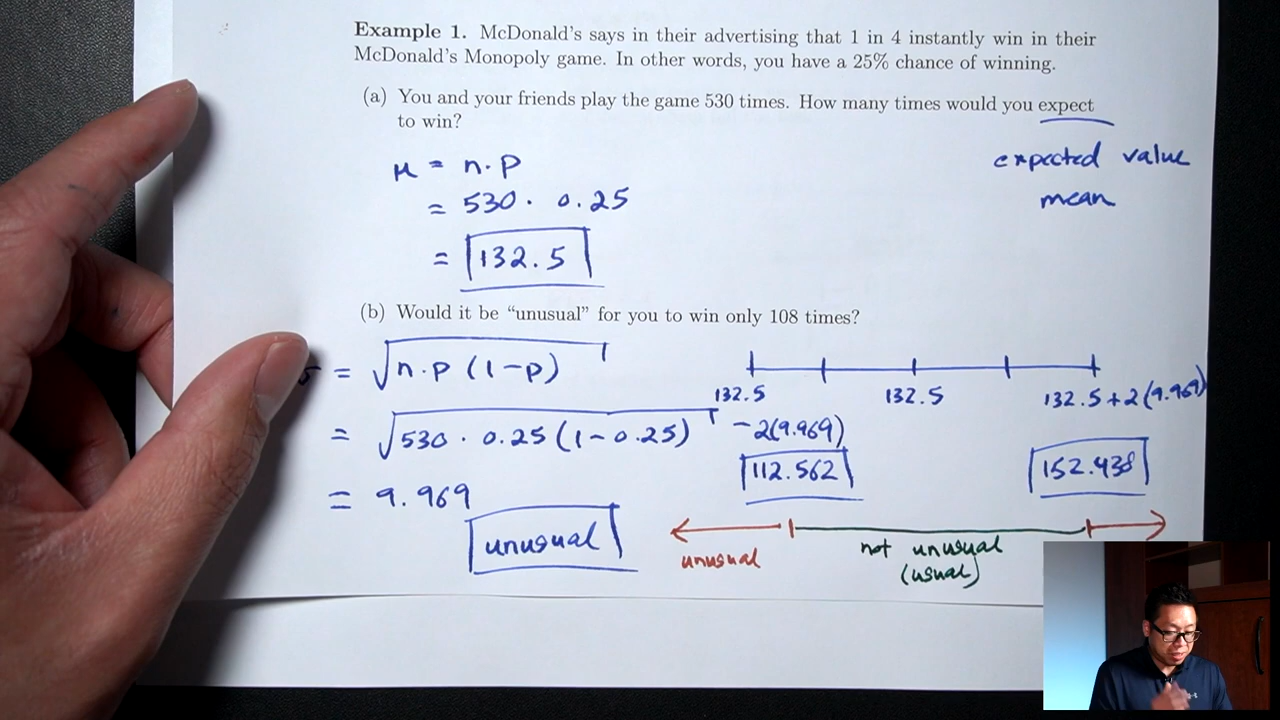 Example 1. McDonald's says in their advertising that 1 in 4 instantly win in their
McDonald's Monopoly game. In other words, you have a 25% chance of winning.
(a) You and your friends play the game 530 times. How many times would you expect
to win?
μ = n·p
= 530 · 0.25
= 132.5
expected value
mean
(b) Would it be "unusual" for you to win only 108 times?
σ = √n·p (1-p)
= √530 · 0.25 (1-0.25)
= 9.969
unusual
132.5
-2(9.969)
112.562
132.5
132.5 + 2(9.969)
152.438
unusual
not unusual
(usual)